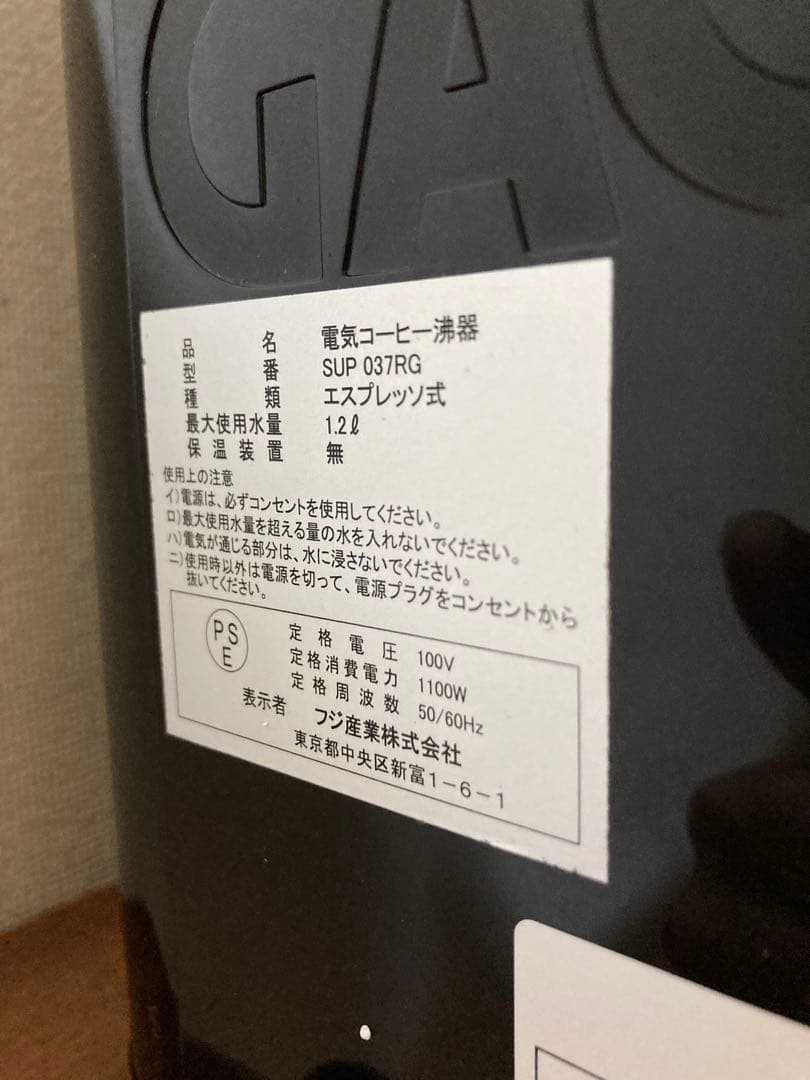 GAG
品名 電気コーヒー沸器
型番 SUP 037RG
種類 エスプレッソ式
最大使用水量 1.2ℓ
保温装置 無
使用上の注意
イ)電源は、必ずコンセントを使用してください。
ロ)最大使用水量を超える量の水を入れないでください。
ハ)電気が通じる部分は、水に浸さないでください。
ニ)使用時以外は電源を切って、電源プラグをコンセントから
抜いてください。
PS
E
定格電圧 100V
定格消費電力 1100W
定格周波数 50/60Hz
表示者 フジ産業株式会社
東京都中央区新富1-6-1